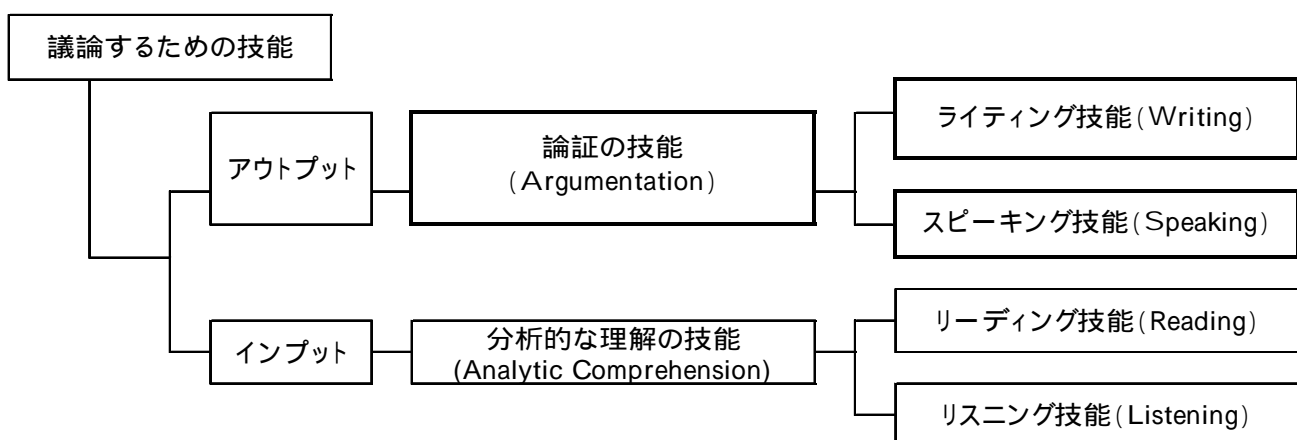 議論するための技能
アウトプット
論証の技能
(Argumentation)
ライティング技能(Writing)
スピーキング技能(Speaking)
インプット
分析的な理解の技能
(Analytic Comprehension)
リーディング技能(Reading)
リスニング技能(Listening)